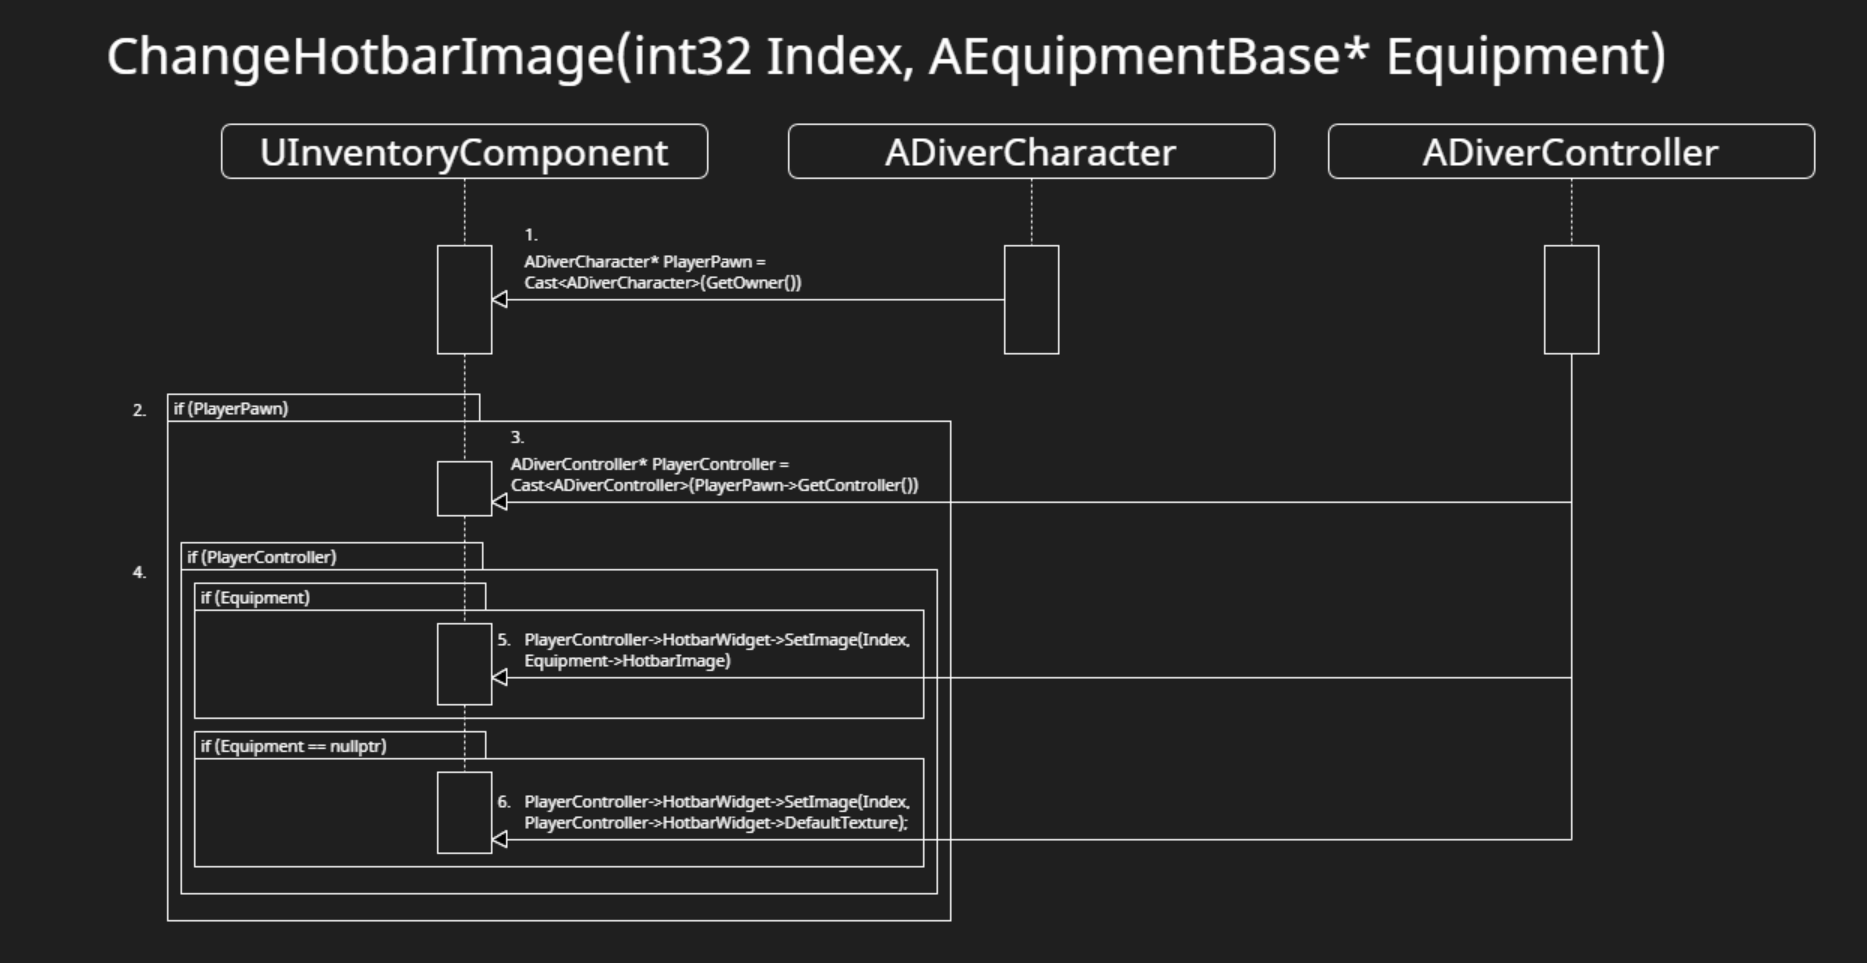 ChangeHotbarImage(int32 Index, AEquipmentBase* Equipment)
UInventoryComponent
ADiverCharacter
ADiverController
1.
ADiverCharacter* PlayerPawn =
Cast<ADiverCharacter>(GetOwner())
2.
if (PlayerPawn)
3.
ADiverController* PlayerController =
Cast<ADiverController>(PlayerPawn->GetController())
if (PlayerController)
4.
if (Equipment)
5. PlayerController->HotbarWidget->SetImage(Index,
Equipment->HotbarImage)
if (Equipment == nullptr)
6. PlayerController->HotbarWidget->SetImage(Index,
PlayerController->HotbarWidget->DefaultTexture);